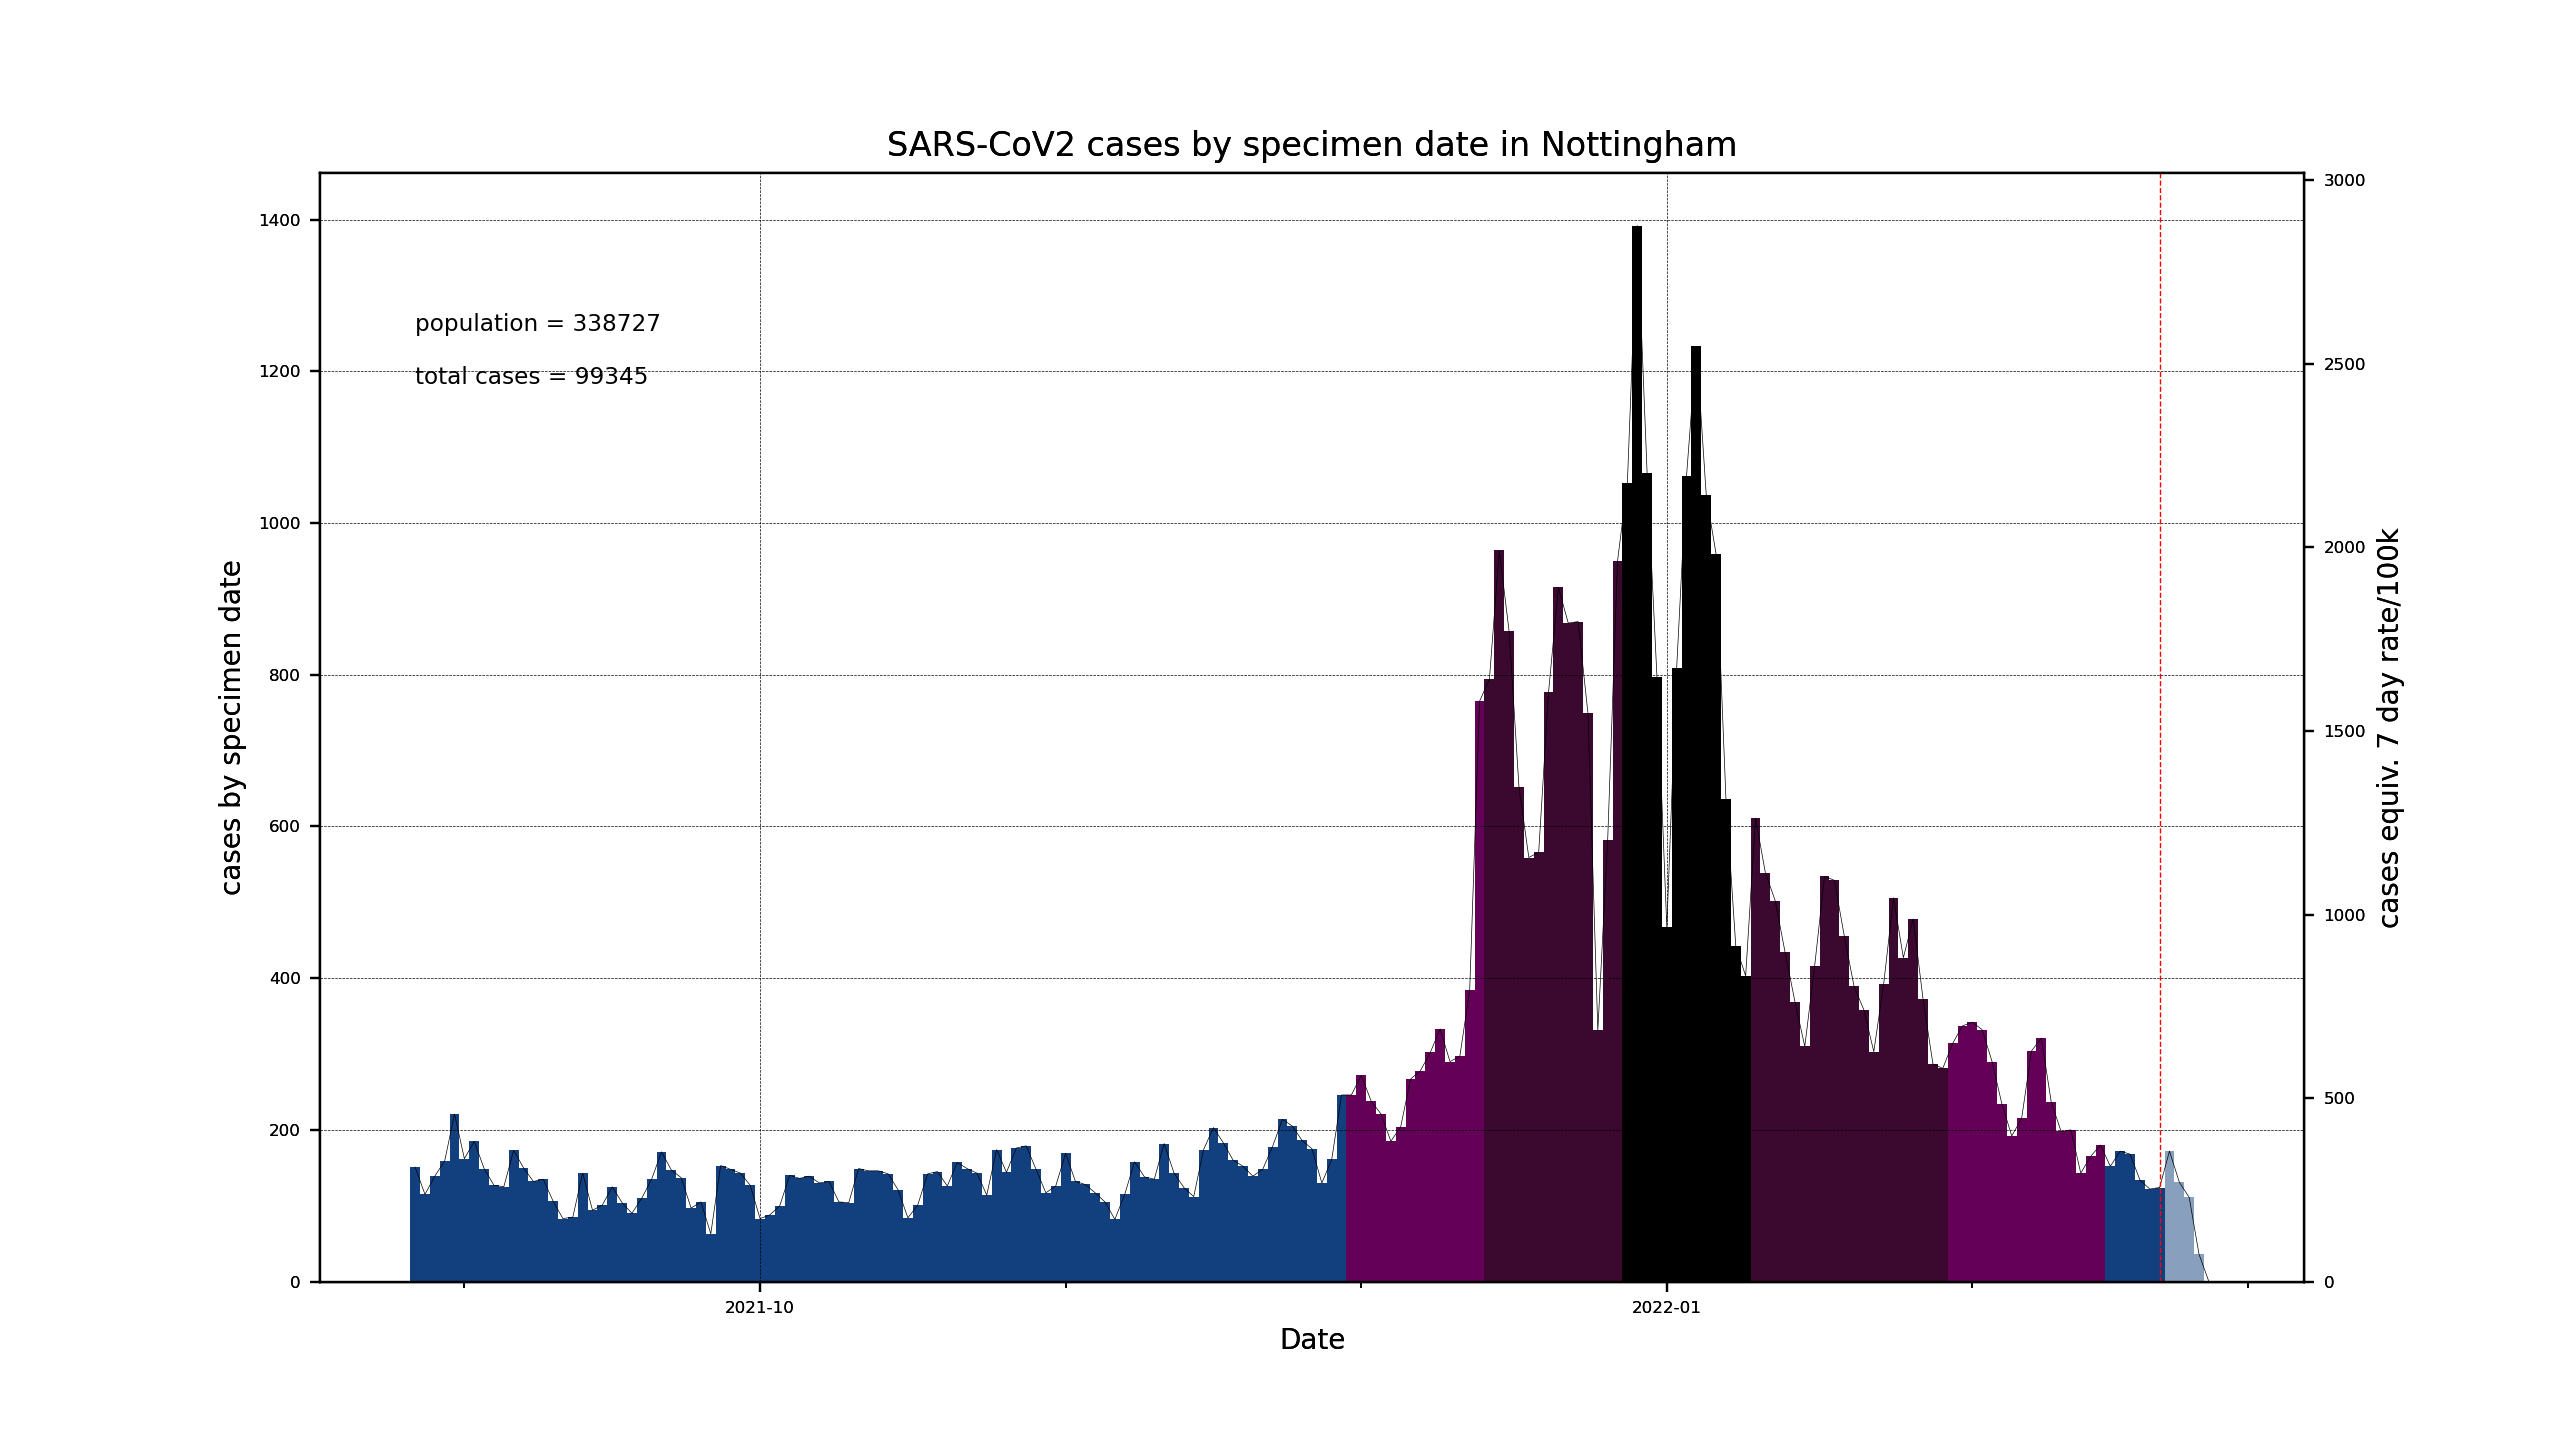 SARS-CoV2 cases by specimen date in Nottingham
population = 338727
total cases = 99345
cases by specimen date
1400
1200
1000
800
600
400
200
0
3000
2500
2000
1500
1000
500
0
cases equiv. 7 day rate/100k
2021-10
2022-01
Date